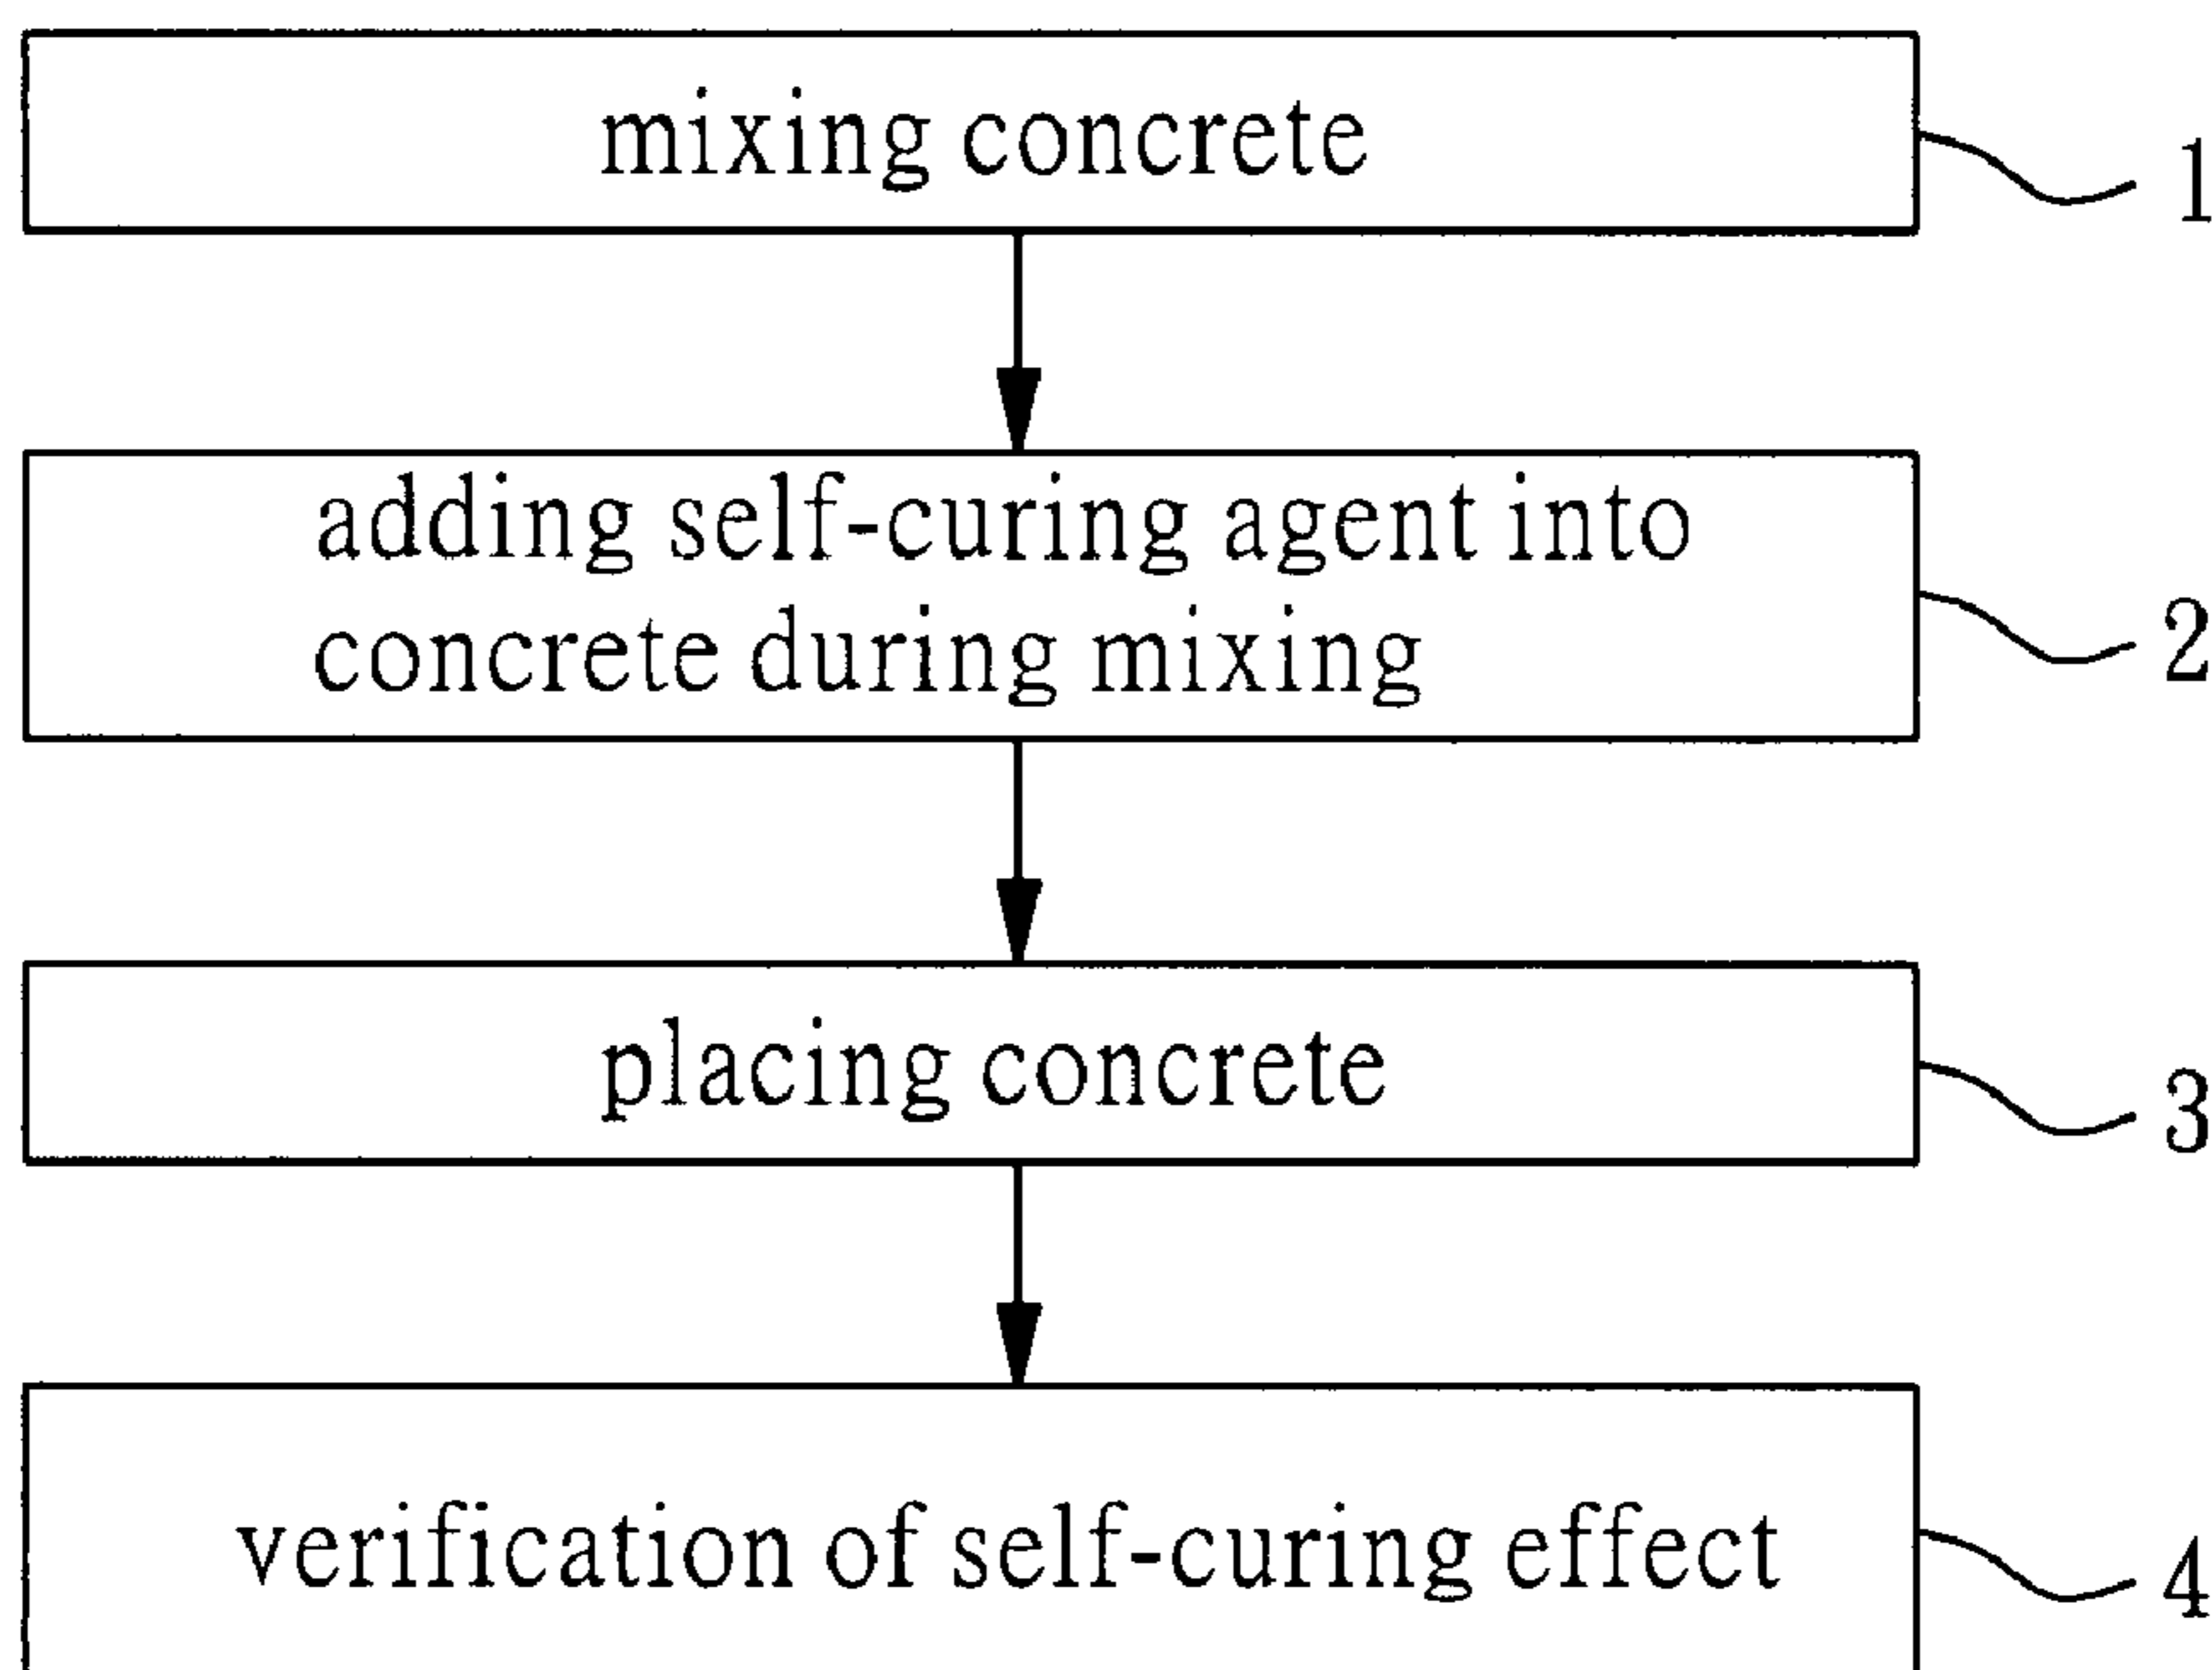 mixing concrete
1
adding self-curing agent into
concrete during mixing
2
placing concrete
3
verification of self-curing effect
4